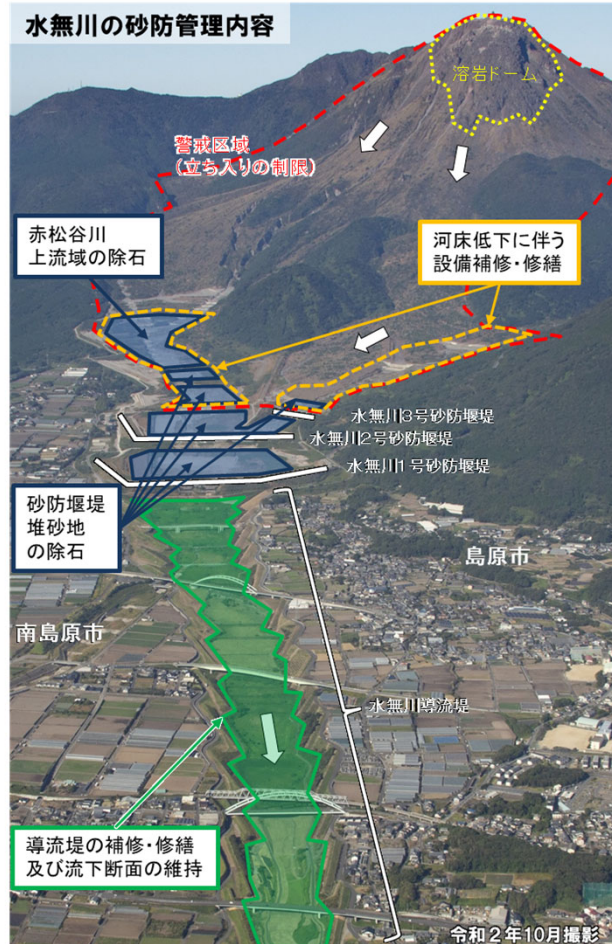 水無川の砂防管理内容
溶岩ドーム
警戒区域
(立ち入りの制限)
赤松谷川
上流域の除石
河床低下に伴う
設備補修・修繕
水無川3号砂防堰堤
水無川2号砂防堰堤
水無川1号砂防堰堤
砂防堰堤
堆砂地
の除石
島原市
南島原市
水無川導流堤
導流堤の補修・修繕
及び流下断面の維持
令和2年10月撮影